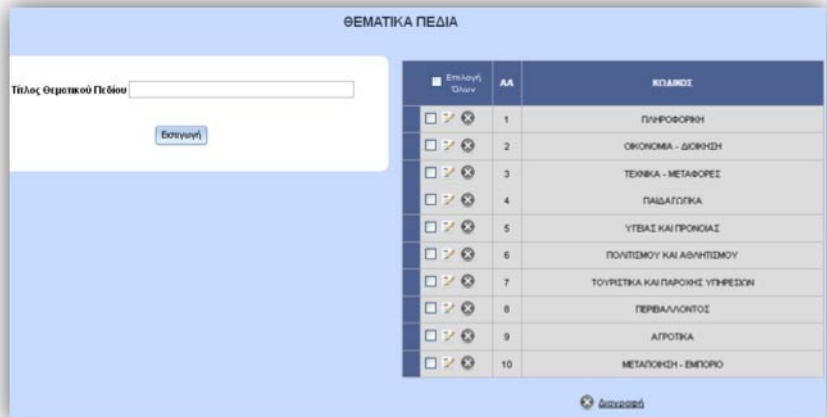 ΘΕΜΑΤΙΚΑ ΠΕΔΙΑ
Τίτλος Θεματικού Πεδίου
Εισαγωγή
Επιλογή Όλων ΑΑ ΚΩΔΙΚΟΣ
1 ΠΛΗΡΟΦΟΡΙΚΗ
2 ΟΙΚΟΝΟΜΙΑ - ΔΙΟΙΚΗΣΗ
3 ΤΕΧΝΙΚΑ - ΜΕΤΑΦΟΡΕΣ
4 ΠΑΙΔΑΓΩΓΙΚΑ
5 ΥΓΕΙΑΣ ΚΑΙ ΠΡΟΝΟΙΑΣ
6 ΠΟΛΙΤΙΣΜΟΥ ΚΑΙ ΑΘΛΗΤΙΣΜΟΥ
7 ΤΟΥΡΙΣΤΙΚΑ ΚΑΙ ΠΑΡΟΧΗΣ ΥΠΗΡΕΣΙΩΝ
8 ΠΕΡΙΒΑΛΛΟΝΤΟΣ
9 ΑΓΡΟΤΙΚΑ
10 ΜΕΤΑΠΟΙΗΣΗ - ΕΜΠΟΡΙΟ
Διαγραφή